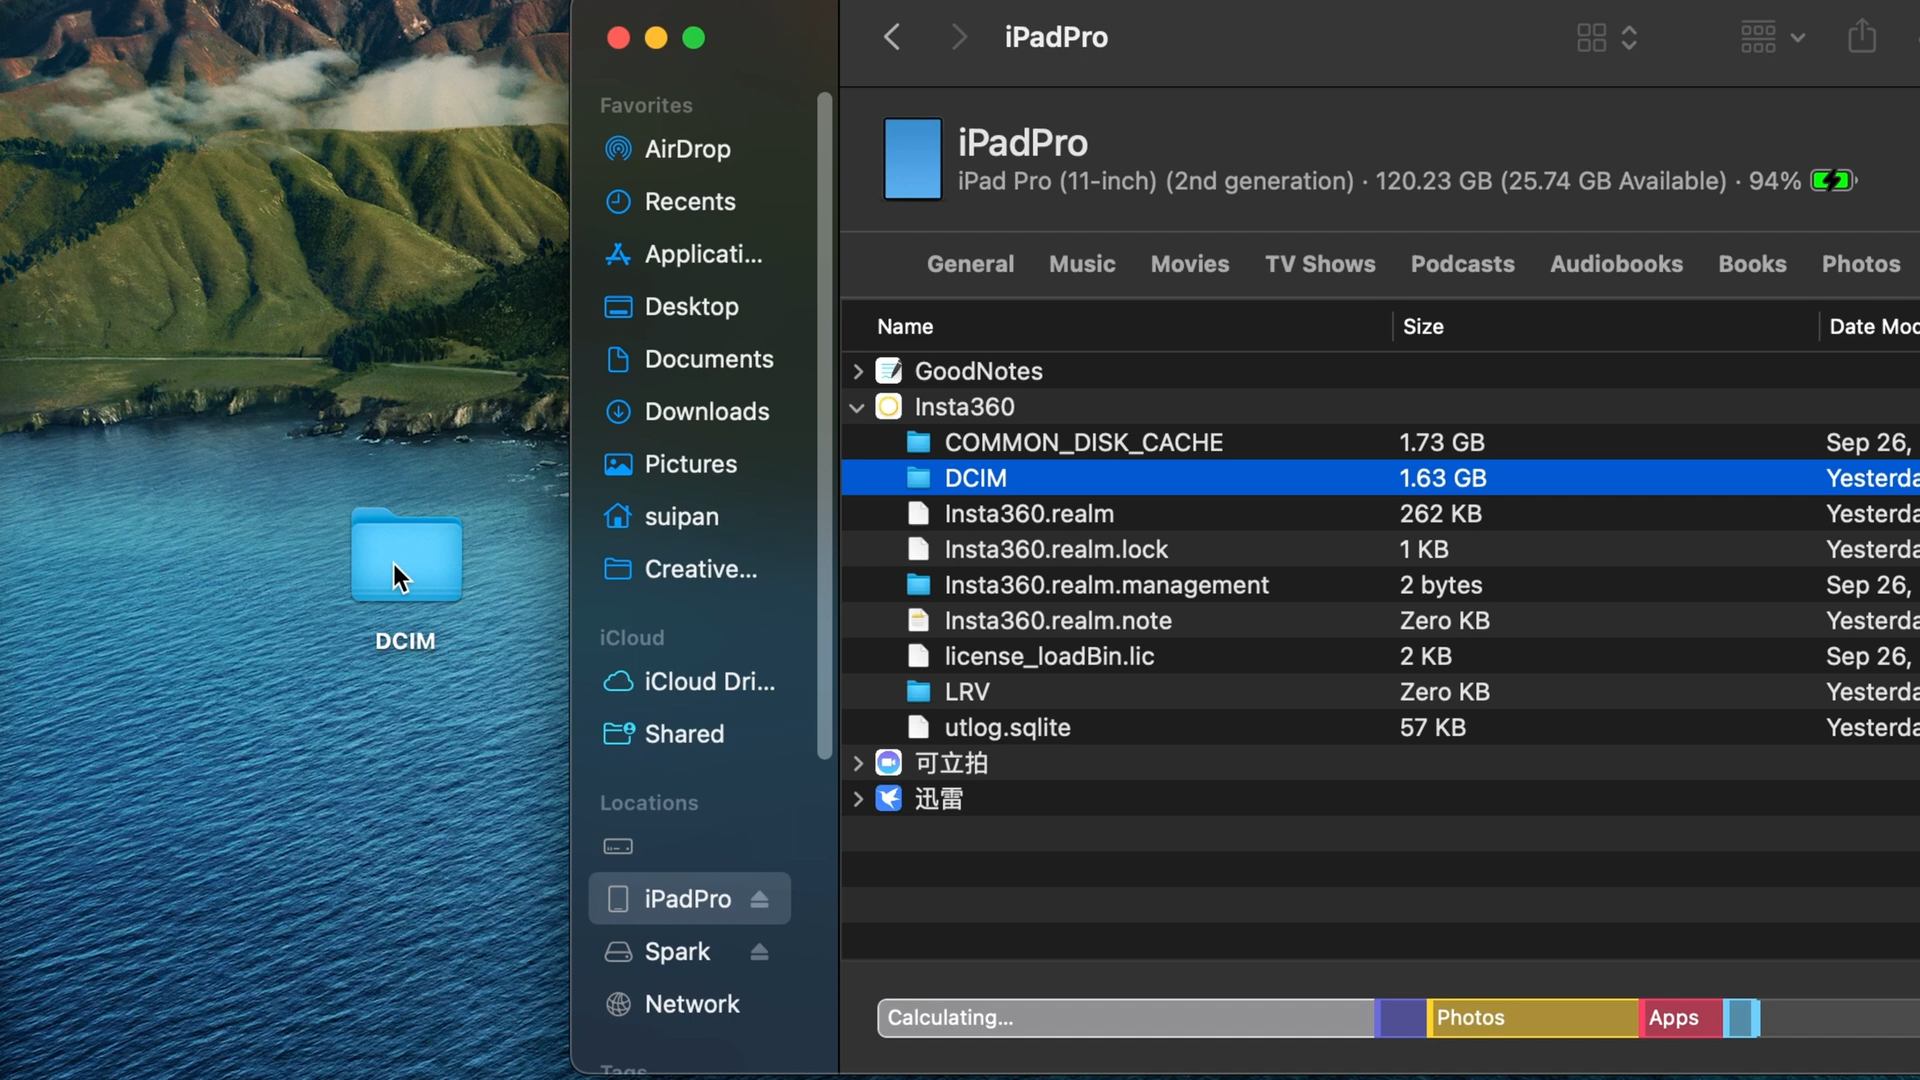 iPadPro
Favorites
AirDrop
Recents
Applicati...
Desktop
Documents
Downloads
Pictures
suipan
Creative...
iCloud
iCloud Dri...
Shared
Locations
iPadPro
Spark
Network
Tags
DCIM
iPadPro
iPad Pro (11-inch) (2nd generation) · 120.23 GB (25.74 GB Available) · 94%
General Music Movies TV Shows Podcasts Audiobooks Books Photos
Name Size Date Moc
GoodNotes
Insta360
COMMON_DISK_CACHE 1.73 GB Sep 26,
DCIM 1.63 GB Yesterda
Insta360.realm 262 KB Yesterda
Insta360.realm.lock 1 KB Yesterda
Insta360.realm.management 2 bytes Sep 26,
Insta360.realm.note Zero KB Yesterda
license_loadBin.lic 2 KB Sep 26,
LRV Zero KB Yesterda
utlog.sqlite 57 KB Yesterda
可立拍
迅雷
Calculating... Photos Apps